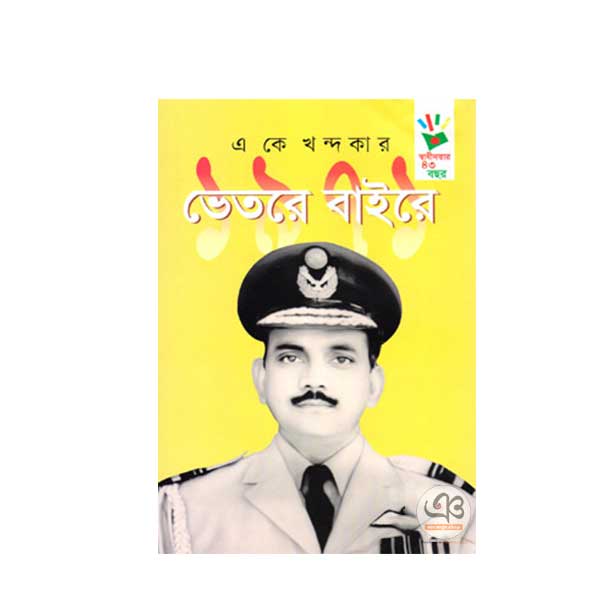 এ কে খন্দকার
১৯৭১
ভেতরে বাইরে
স্বাধীনতার
৪৩
বছর